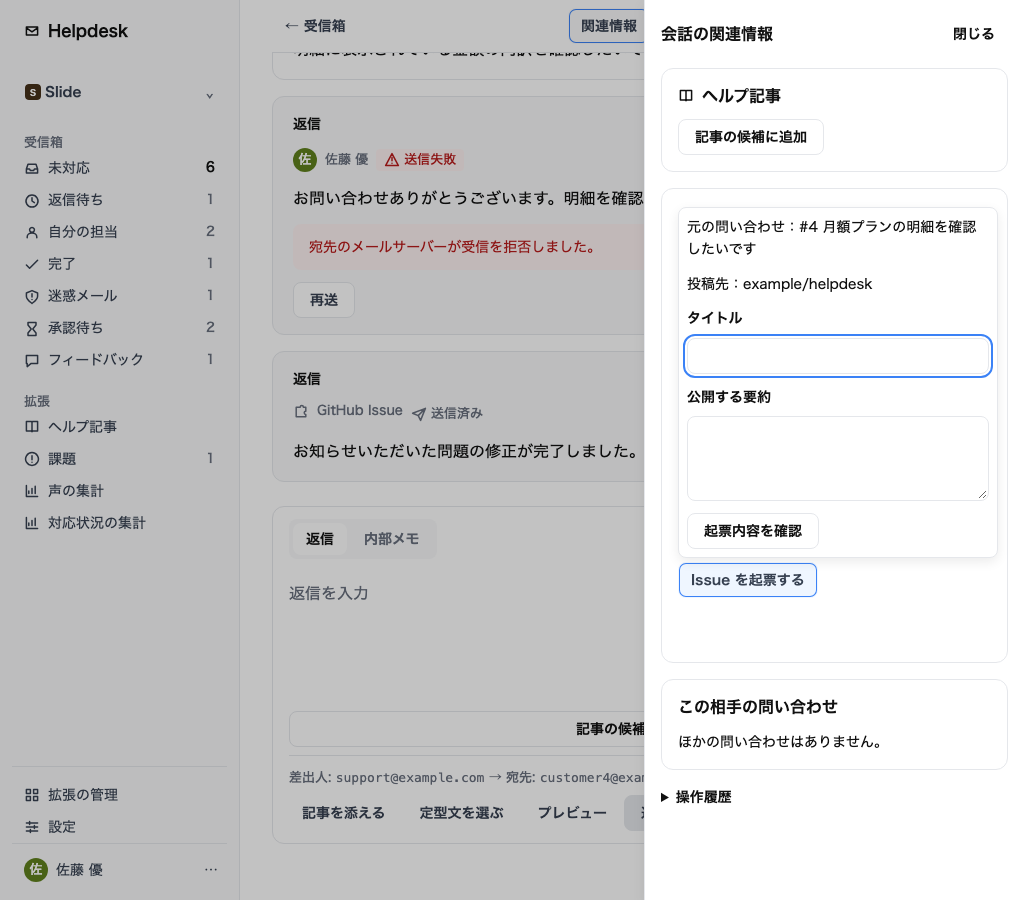 Helpdesk
S Slide
受信箱
未対応 6
返信待ち 1
自分の担当 2
完了 1
迷惑メール 1
承認待ち 2
フィードバック 1
拡張
ヘルプ記事
課題 1
声の集計
対応状況の集計
拡張の管理
設定
佐 佐藤 優 …
← 受信箱
関連情報
返信
佐 佐藤 優 送信失敗
お問い合わせありがとうございます。明細を確認
宛先のメールサーバーが受信を拒否しました。
再送
返信
GitHub Issue 送信済み
お知らせいただいた問題の修正が完了しました。
返信 内部メモ
返信を入力
記事の候補
差出人: support@example.com → 宛先: customer4@exam
記事を添える 定型文を選ぶ プレビュー
会話の関連情報 閉じる
ヘルプ記事
記事の候補に追加
元の問い合わせ：#4 月額プランの明細を確認
したいです
投稿先：example/helpdesk
タイトル
公開する要約
起票内容を確認
Issue を起票する
この相手の問い合わせ
ほかの問い合わせはありません。
▶ 操作履歴